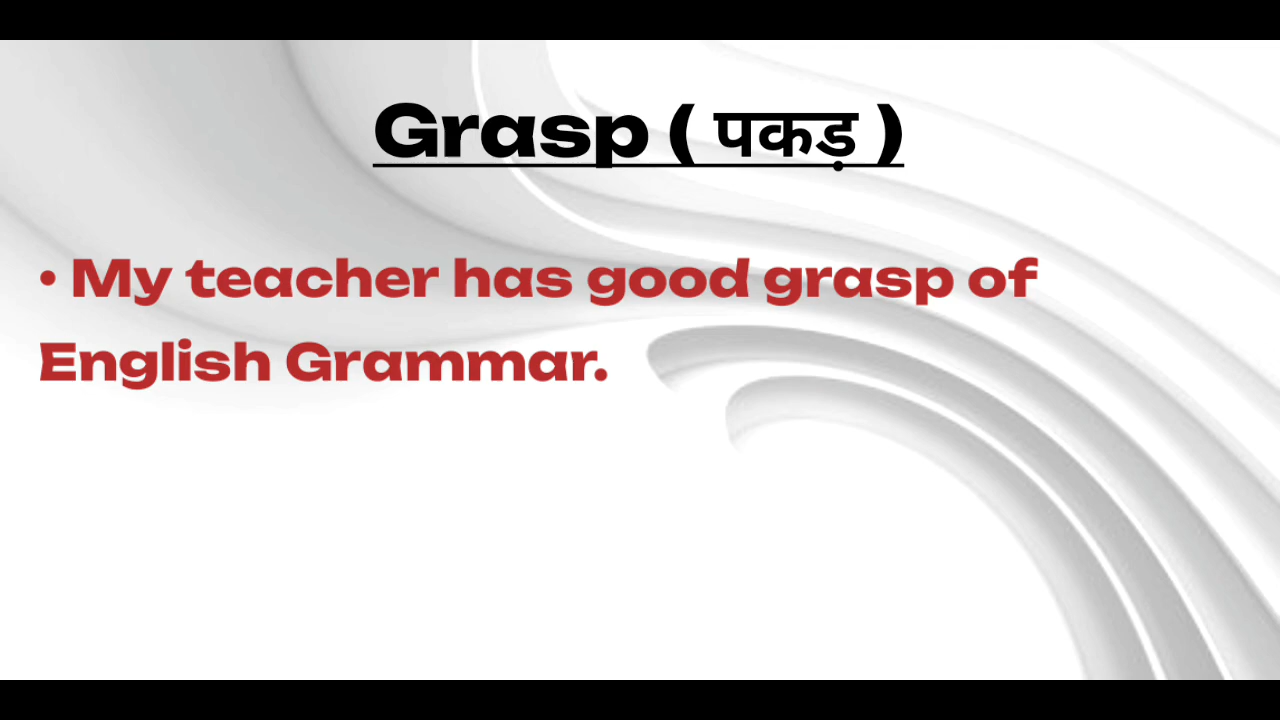 Grasp ( पकड़ )
• My teacher has good grasp of
English Grammar.